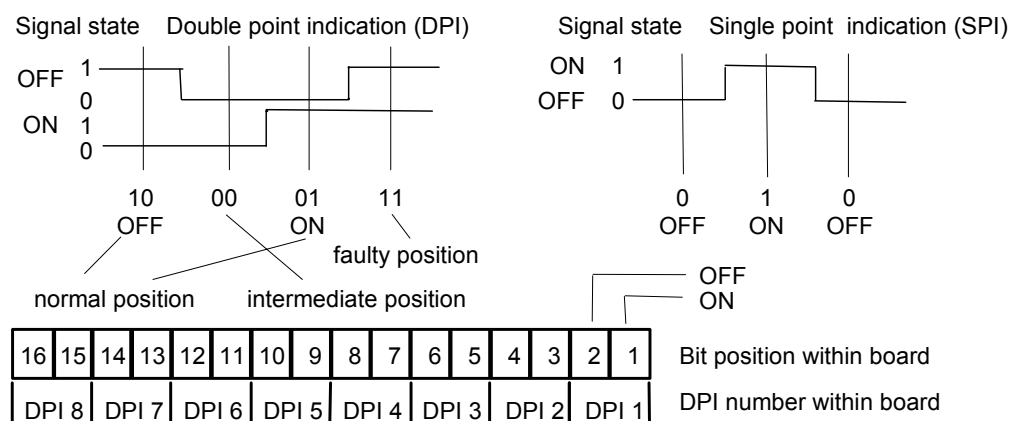 Signal state Double point indication (DPI)
OFF 1
0
ON 1
0
10 00 01 11
OFF ON
faulty position
normal position intermediate position
Signal state Single point indication (SPI)
ON 1
OFF 0
0 1 0
OFF ON OFF
OFF
ON
16 15 14 13 12 11 10 9 8 7 6 5 4 3 2 1 Bit position within board
DPI 8 DPI 7 DPI 6 DPI 5 DPI 4 DPI 3 DPI 2 DPI 1 DPI number within board